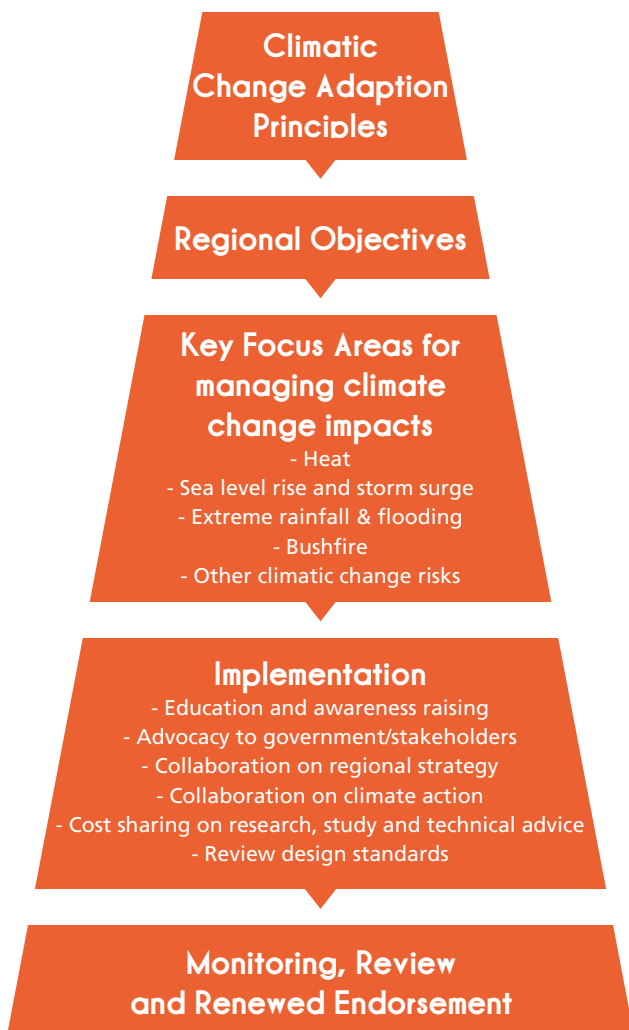 Climatic
Change Adaption
Principles
Regional Objectives
Key Focus Areas for
managing climate
change impacts
- Heat
- Sea level rise and storm surge
- Extreme rainfall & flooding
- Bushfire
- Other climatic change risks
Implementation
- Education and awareness raising
- Advocacy to government/stakeholders
- Collaboration on regional strategy
- Collaboration on climate action
- Cost sharing on research, study and technical advice
- Review design standards
Monitoring, Review
and Renewed Endorsement